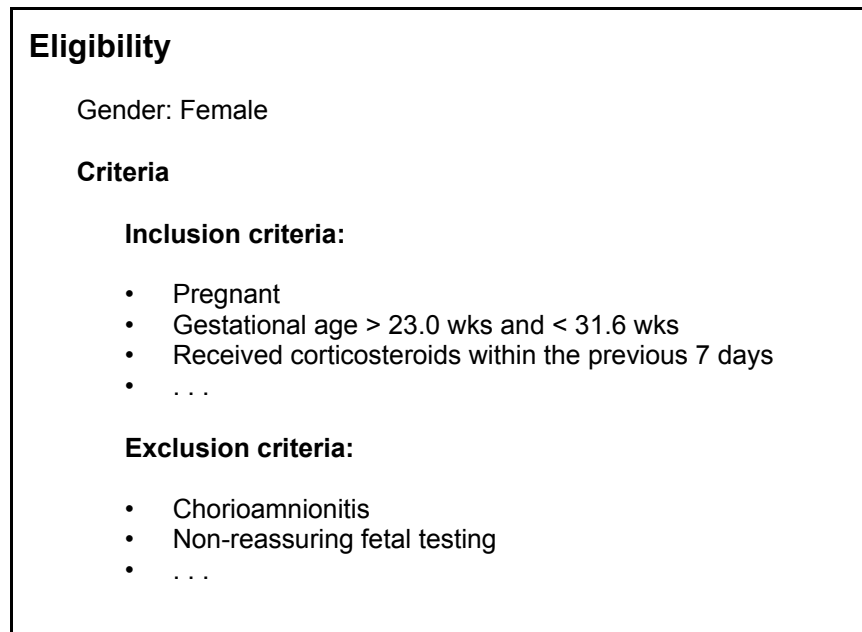 Eligibility
Gender: Female
Criteria
Inclusion criteria:
• Pregnant
• Gestational age > 23.0 wks and < 31.6 wks
• Received corticosteroids within the previous 7 days
• . . .
Exclusion criteria:
• Chorioamnionitis
• Non-reassuring fetal testing
• . . .